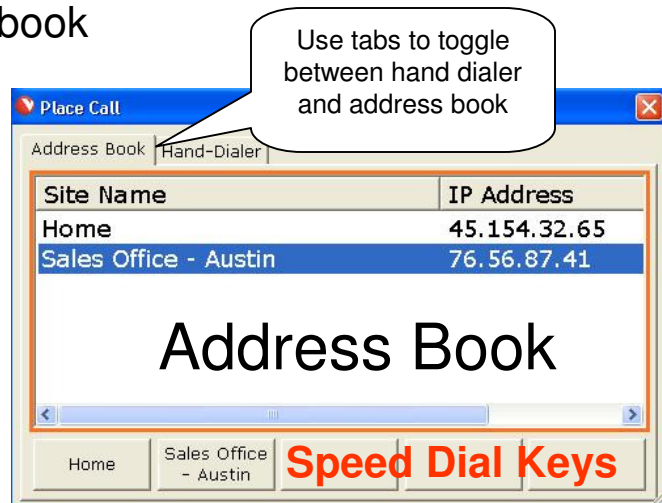 book
Use tabs to toggle
between hand dialer
and address book
Place Call
Address Book Hand-Dialer
Site Name IP Address
Home 45.154.32.65
Sales Office - Austin 76.56.87.41
Address Book
Home
Sales Office
- Austin
Speed Dial Keys